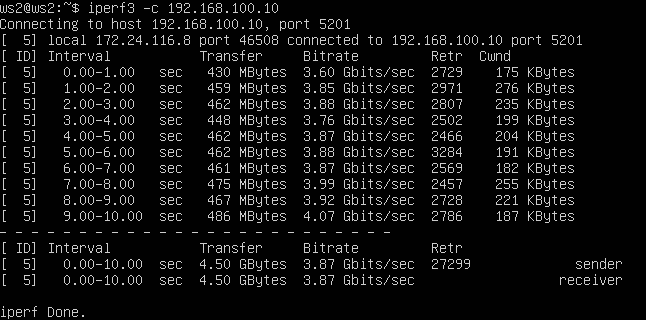 ws2@ws2:~$ iperf3 -c 192.168.100.10
Connecting to host 192.168.100.10, port 5201
[  5] local 172.24.116.8 port 46508 connected to 192.168.100.10 port 5201
[ ID] Interval           Transfer     Bitrate         Retr  Cwnd
[  5]   0.00-1.00   sec   430 MBytes  3.60 Gbits/sec  2729    175 KBytes
[  5]   1.00-2.00   sec   459 MBytes  3.85 Gbits/sec  2971    276 KBytes
[  5]   2.00-3.00   sec   462 MBytes  3.88 Gbits/sec  2807    235 KBytes
[  5]   3.00-4.00   sec   448 MBytes  3.76 Gbits/sec  2502    199 KBytes
[  5]   4.00-5.00   sec   462 MBytes  3.87 Gbits/sec  2466    204 KBytes
[  5]   5.00-6.00   sec   462 MBytes  3.88 Gbits/sec  3284    191 KBytes
[  5]   6.00-7.00   sec   461 MBytes  3.87 Gbits/sec  2569    182 KBytes
[  5]   7.00-8.00   sec   475 MBytes  3.99 Gbits/sec  2457    255 KBytes
[  5]   8.00-9.00   sec   467 MBytes  3.92 Gbits/sec  2728    221 KBytes
[  5]   9.00-10.00  sec   486 MBytes  4.07 Gbits/sec  2786    187 KBytes
- - - - - - - - - - - - - - - - - - - - - - - - -
[ ID] Interval           Transfer     Bitrate         Retr
[  5]   0.00-10.00  sec  4.50 GBytes  3.87 Gbits/sec  27299             sender
[  5]   0.00-10.00  sec  4.50 GBytes  3.87 Gbits/sec                  receiver

iperf Done.